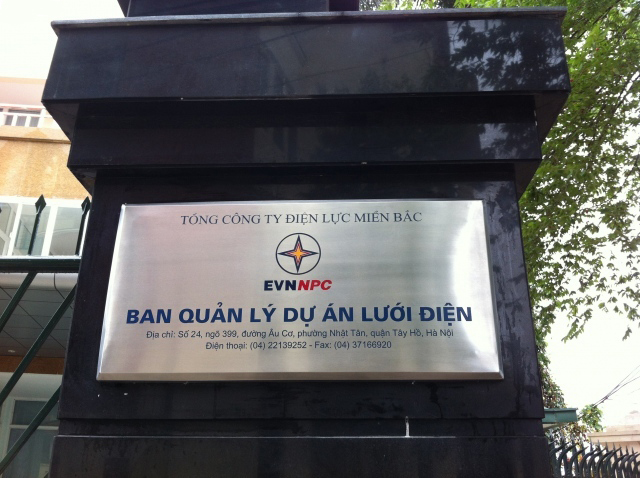 TỔNG CÔNG TY ĐIỆN LỰC MIỀN BẮC
EVNNPC
BAN QUẢN LÝ DỰ ÁN LƯỚI ĐIỆN
Địa chỉ: Số 24, ngõ 399, đường Âu Cơ, phường Nhật Tân, quận Tây Hồ, Hà Nội
Điện thoại: (04) 22139252 - Fax: (04) 37166920